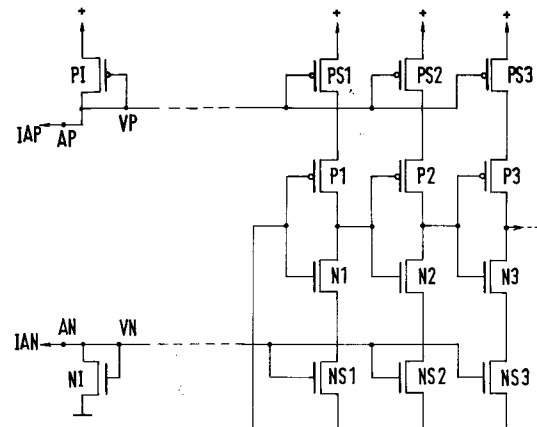 + + + +
PI PS1 PS2 PS3
IAP AP VP
P1 P2 P3
N1 N2 N3
IAN AN VN
NI NS1 NS2 NS3